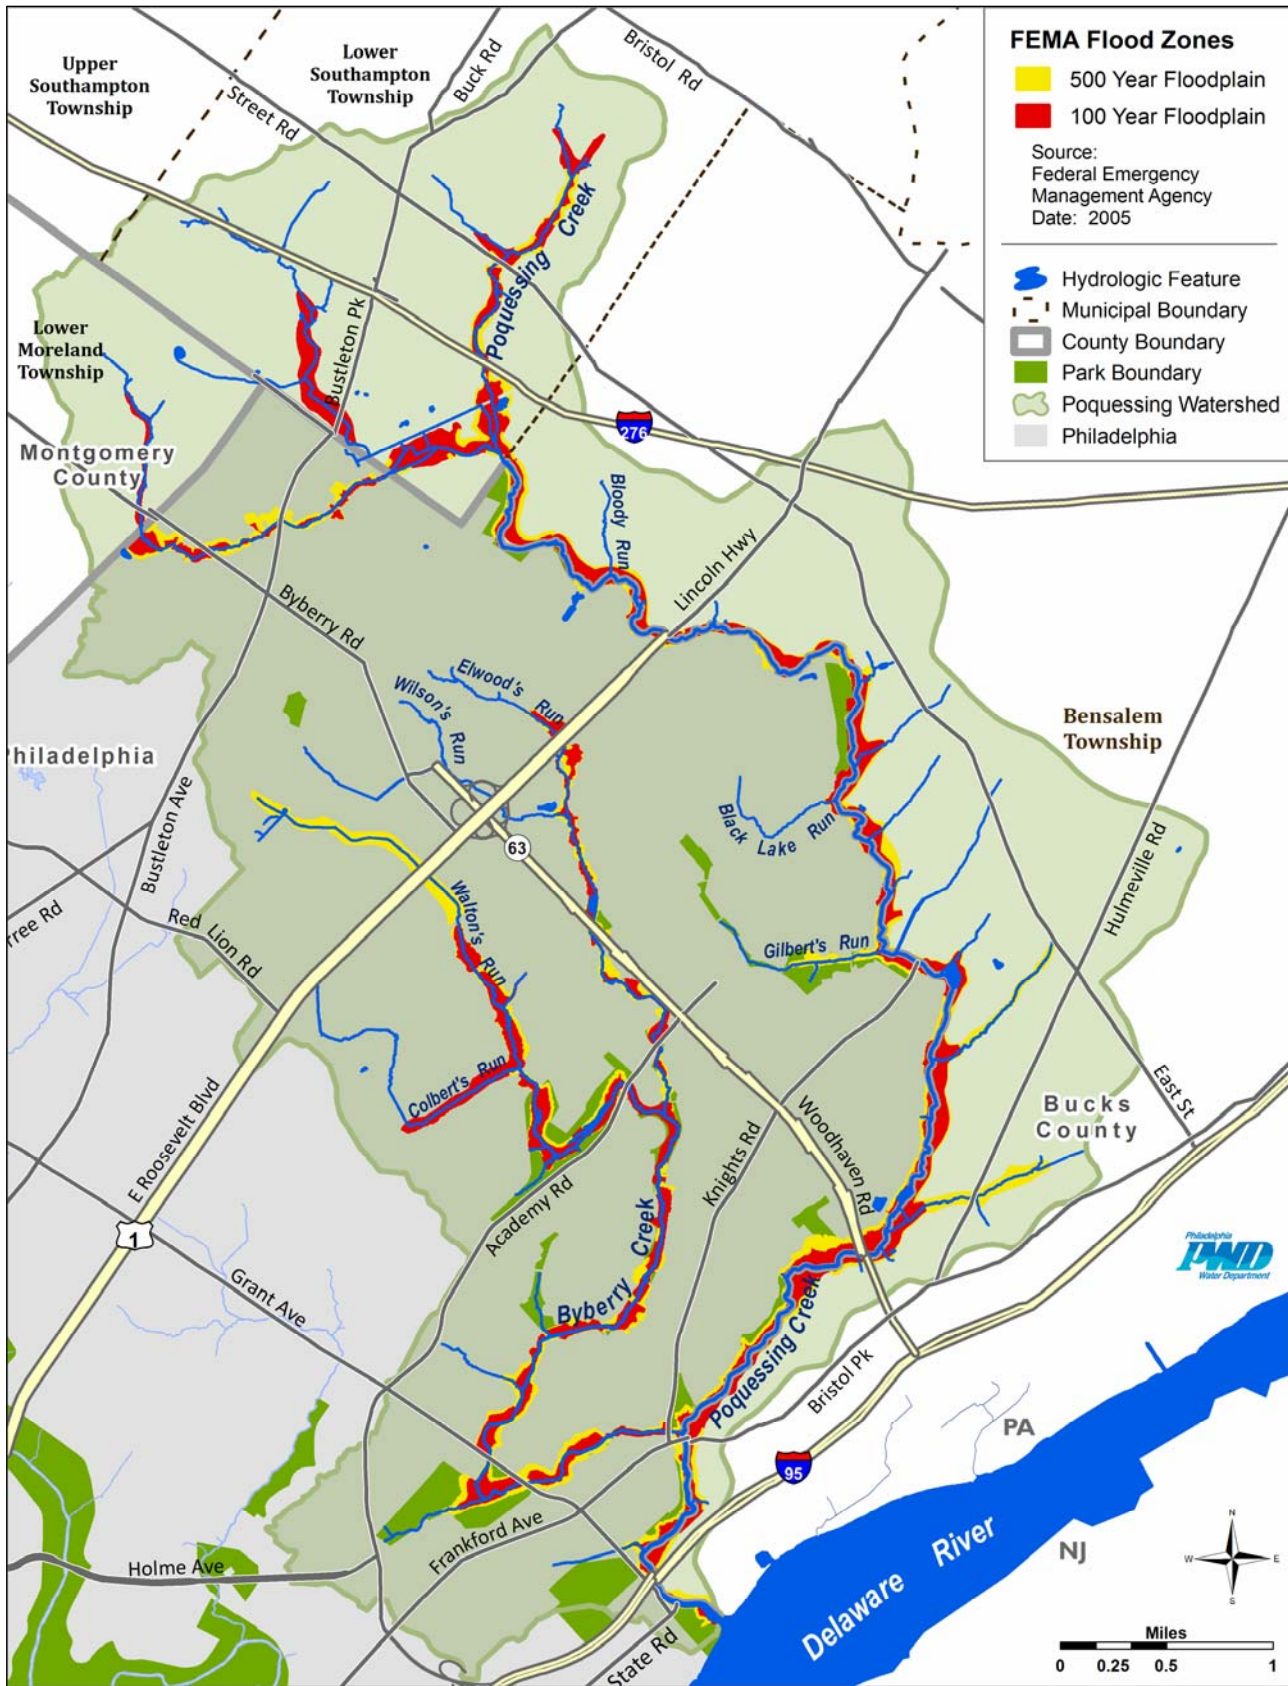 FEMA Flood Zones
500 Year Floodplain
100 Year Floodplain
Source:
Federal Emergency
Management Agency
Date: 2005
Hydrologic Feature
Municipal Boundary
County Boundary
Park Boundary
Poquessing Watershed
Philadelphia
Upper
Southampton
Township
Lower
Southampton
Township
Buck Rd
Bristol Rd
Street Rd
Poquessing Creek
Bustleton Pk
Lower
Moreland
Township
276
Montgomery
County
Bloody Run
Lincoln Hwy
Byberry Rd
Elwood's Run
Wilson's Run
Bensalem
Township
Philadelphia
Bustleton Ave
Black Lake Run
63
Hulmeville Rd
Walton's Run
rree Rd
Red Lion Rd
Gilbert's Run
Colbert's Run
East St
Bucks
County
E Roosevelt Blvd
Woodhaven Rd
Knights Rd
Academy Rd
1
Philadelphia
PWD
Water Department
Grant Ave
Byberry Creek
Poquessing Creek
Bristol Pk
PA
95
Frankford Ave
Holme Ave
Delaware River
NJ
N
W
E
S
State Rd
Miles
0 0.25 0.5 1